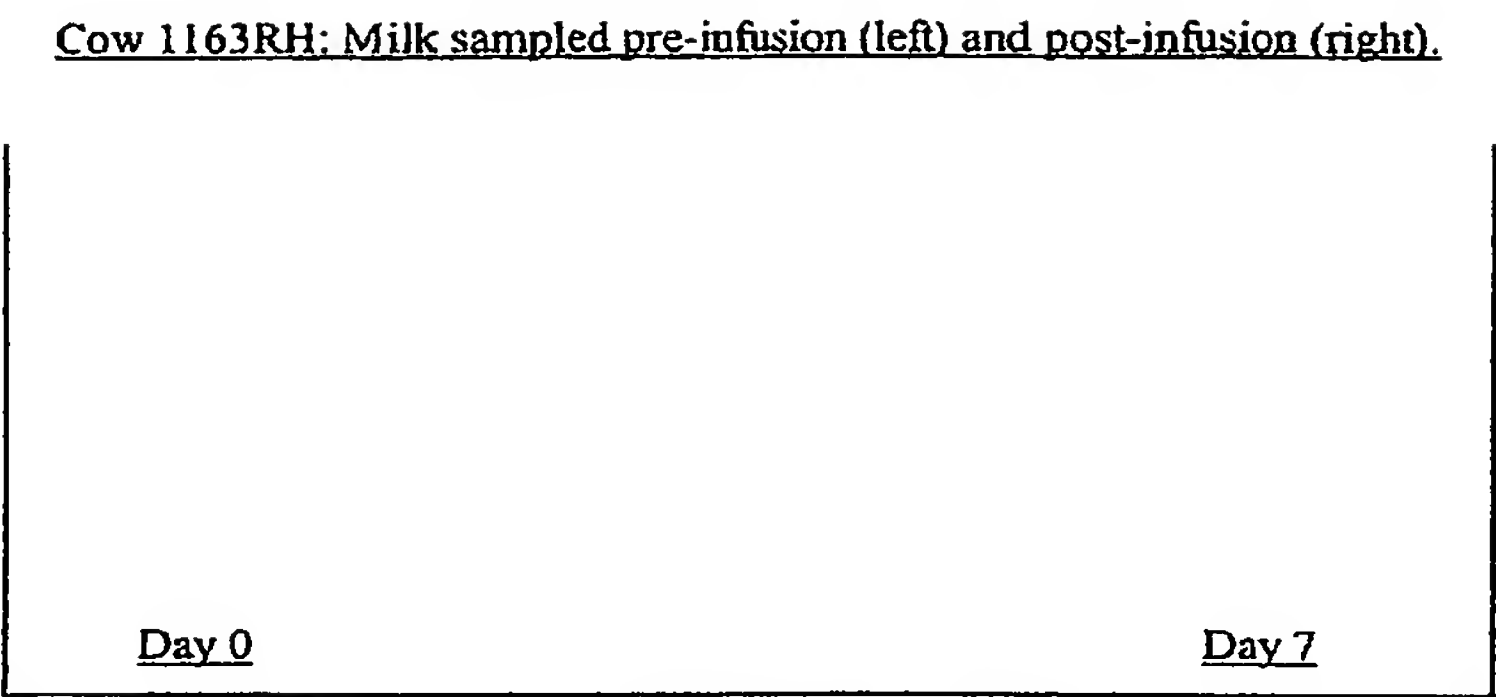 Cow 1163RH: Milk sampled pre-infusion (left) and post-infusion (right).
Day 0
Day 7